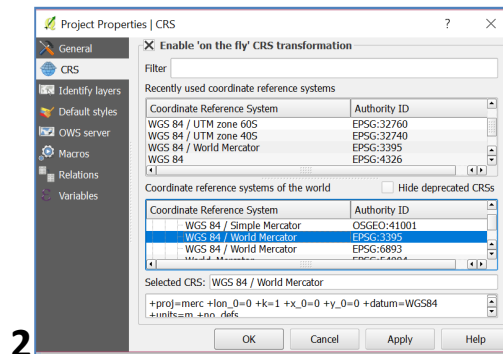 Project Properties | CRS
General
CRS
Identify layers
Default styles
OWS server
Macros
Relations
Variables
Enable 'on the fly' CRS transformation
Filter
Recently used coordinate reference systems
Coordinate Reference System Authority ID
WGS 84 / UTM zone 60S EPSG:32760
WGS 84 / UTM zone 40S EPSG:32740
WGS 84 / World Mercator EPSG:3395
WGS 84 EPSG:4326
Coordinate reference systems of the world Hide deprecated CRSs
Coordinate Reference System Authority ID
WGS 84 / Simple Mercator OSGEO:41001
WGS 84 / World Mercator EPSG:3395
WGS 84 / World Mercator EPSG:6893
Selected CRS: WGS 84 / World Mercator
+proj=merc +lon_0=0 +k=1 +x_0=0 +y_0=0 +datum=WGS84
+units=m +no_defs
OK Cancel Apply Help
2